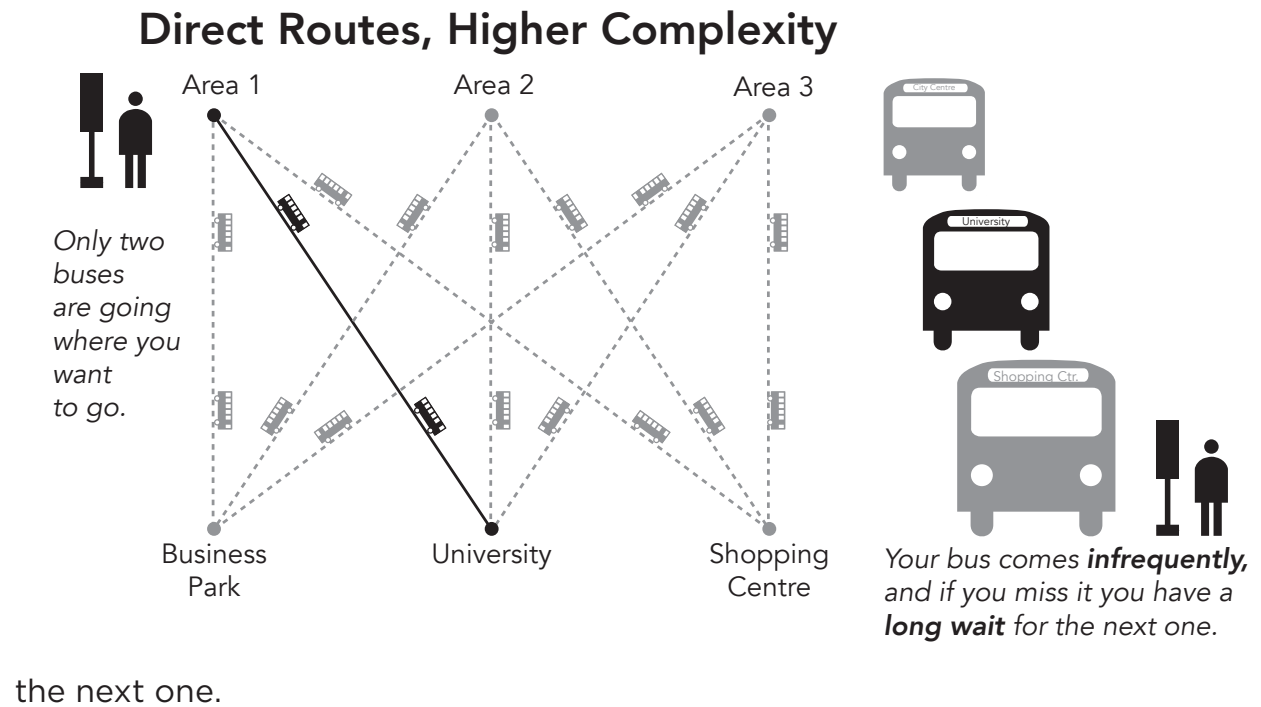 Direct Routes, Higher Complexity
Area 1
Area 2
Area 3
City Centre
University
Shopping Ctr.
Only two
buses
are going
where you
want
to go.
Business
Park
University
Shopping
Centre
Your bus comes infrequently,
and if you miss it you have a
long wait for the next one.
the next one.